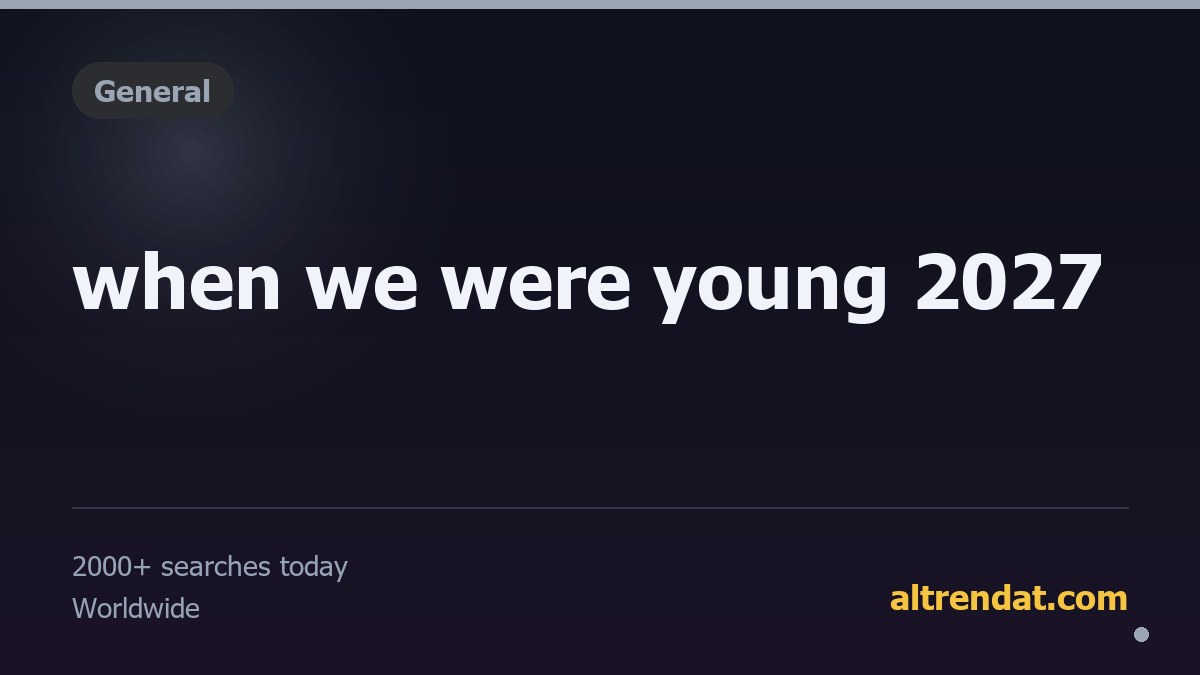 General
when we were young 2027
2000+ searches today
Worldwide
altrendat.com